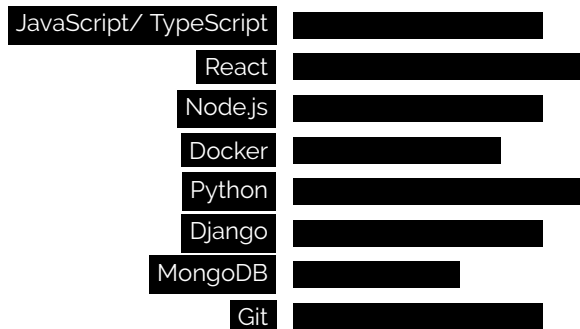 JavaScript/ TypeScript
React
Node.js
Docker
Python
Django
MongoDB
Git